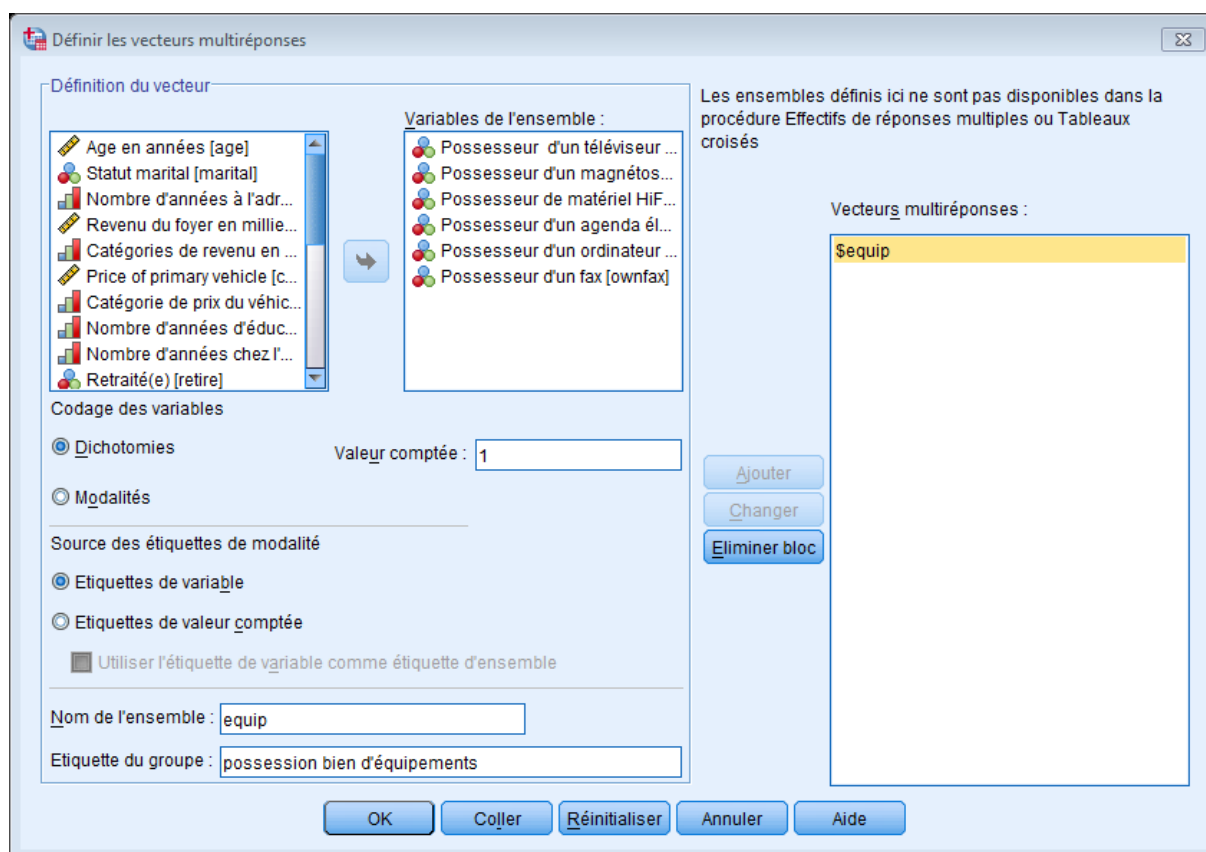 Définir les vecteurs multiréponses
Définition du vecteur
Age en années [age]
Statut marital [marital]
Nombre d'années à l'adr...
Revenu du foyer en millie...
Catégories de revenu en ...
Price of primary vehicle [c...
Catégorie de prix du véhic...
Nombre d'années d'éduc...
Nombre d'années chez l'...
Retraité(e) [retire]
Variables de l'ensemble :
Possesseur  d'un téléviseur ...
Possesseur d'un magnétos...
Possesseur de matériel HiF...
Possesseur d'un agenda él...
Possesseur d'un ordinateur ...
Possesseur d'un fax [ownfax]
Codage des variables
Dichotomies
Valeur comptée : 1
Modalités
Source des étiquettes de modalité
Etiquettes de variable
Etiquettes de valeur comptée
Utiliser l'étiquette de variable comme étiquette d'ensemble
Nom de l'ensemble : equip
Etiquette du groupe : possession bien d'équipements
Les ensembles définis ici ne sont pas disponibles dans la
procédure Effectifs de réponses multiples ou Tableaux
croisés
Vecteurs multiréponses :
$equip
Ajouter
Changer
Eliminer bloc
OK
Coller
Réinitialiser
Annuler
Aide